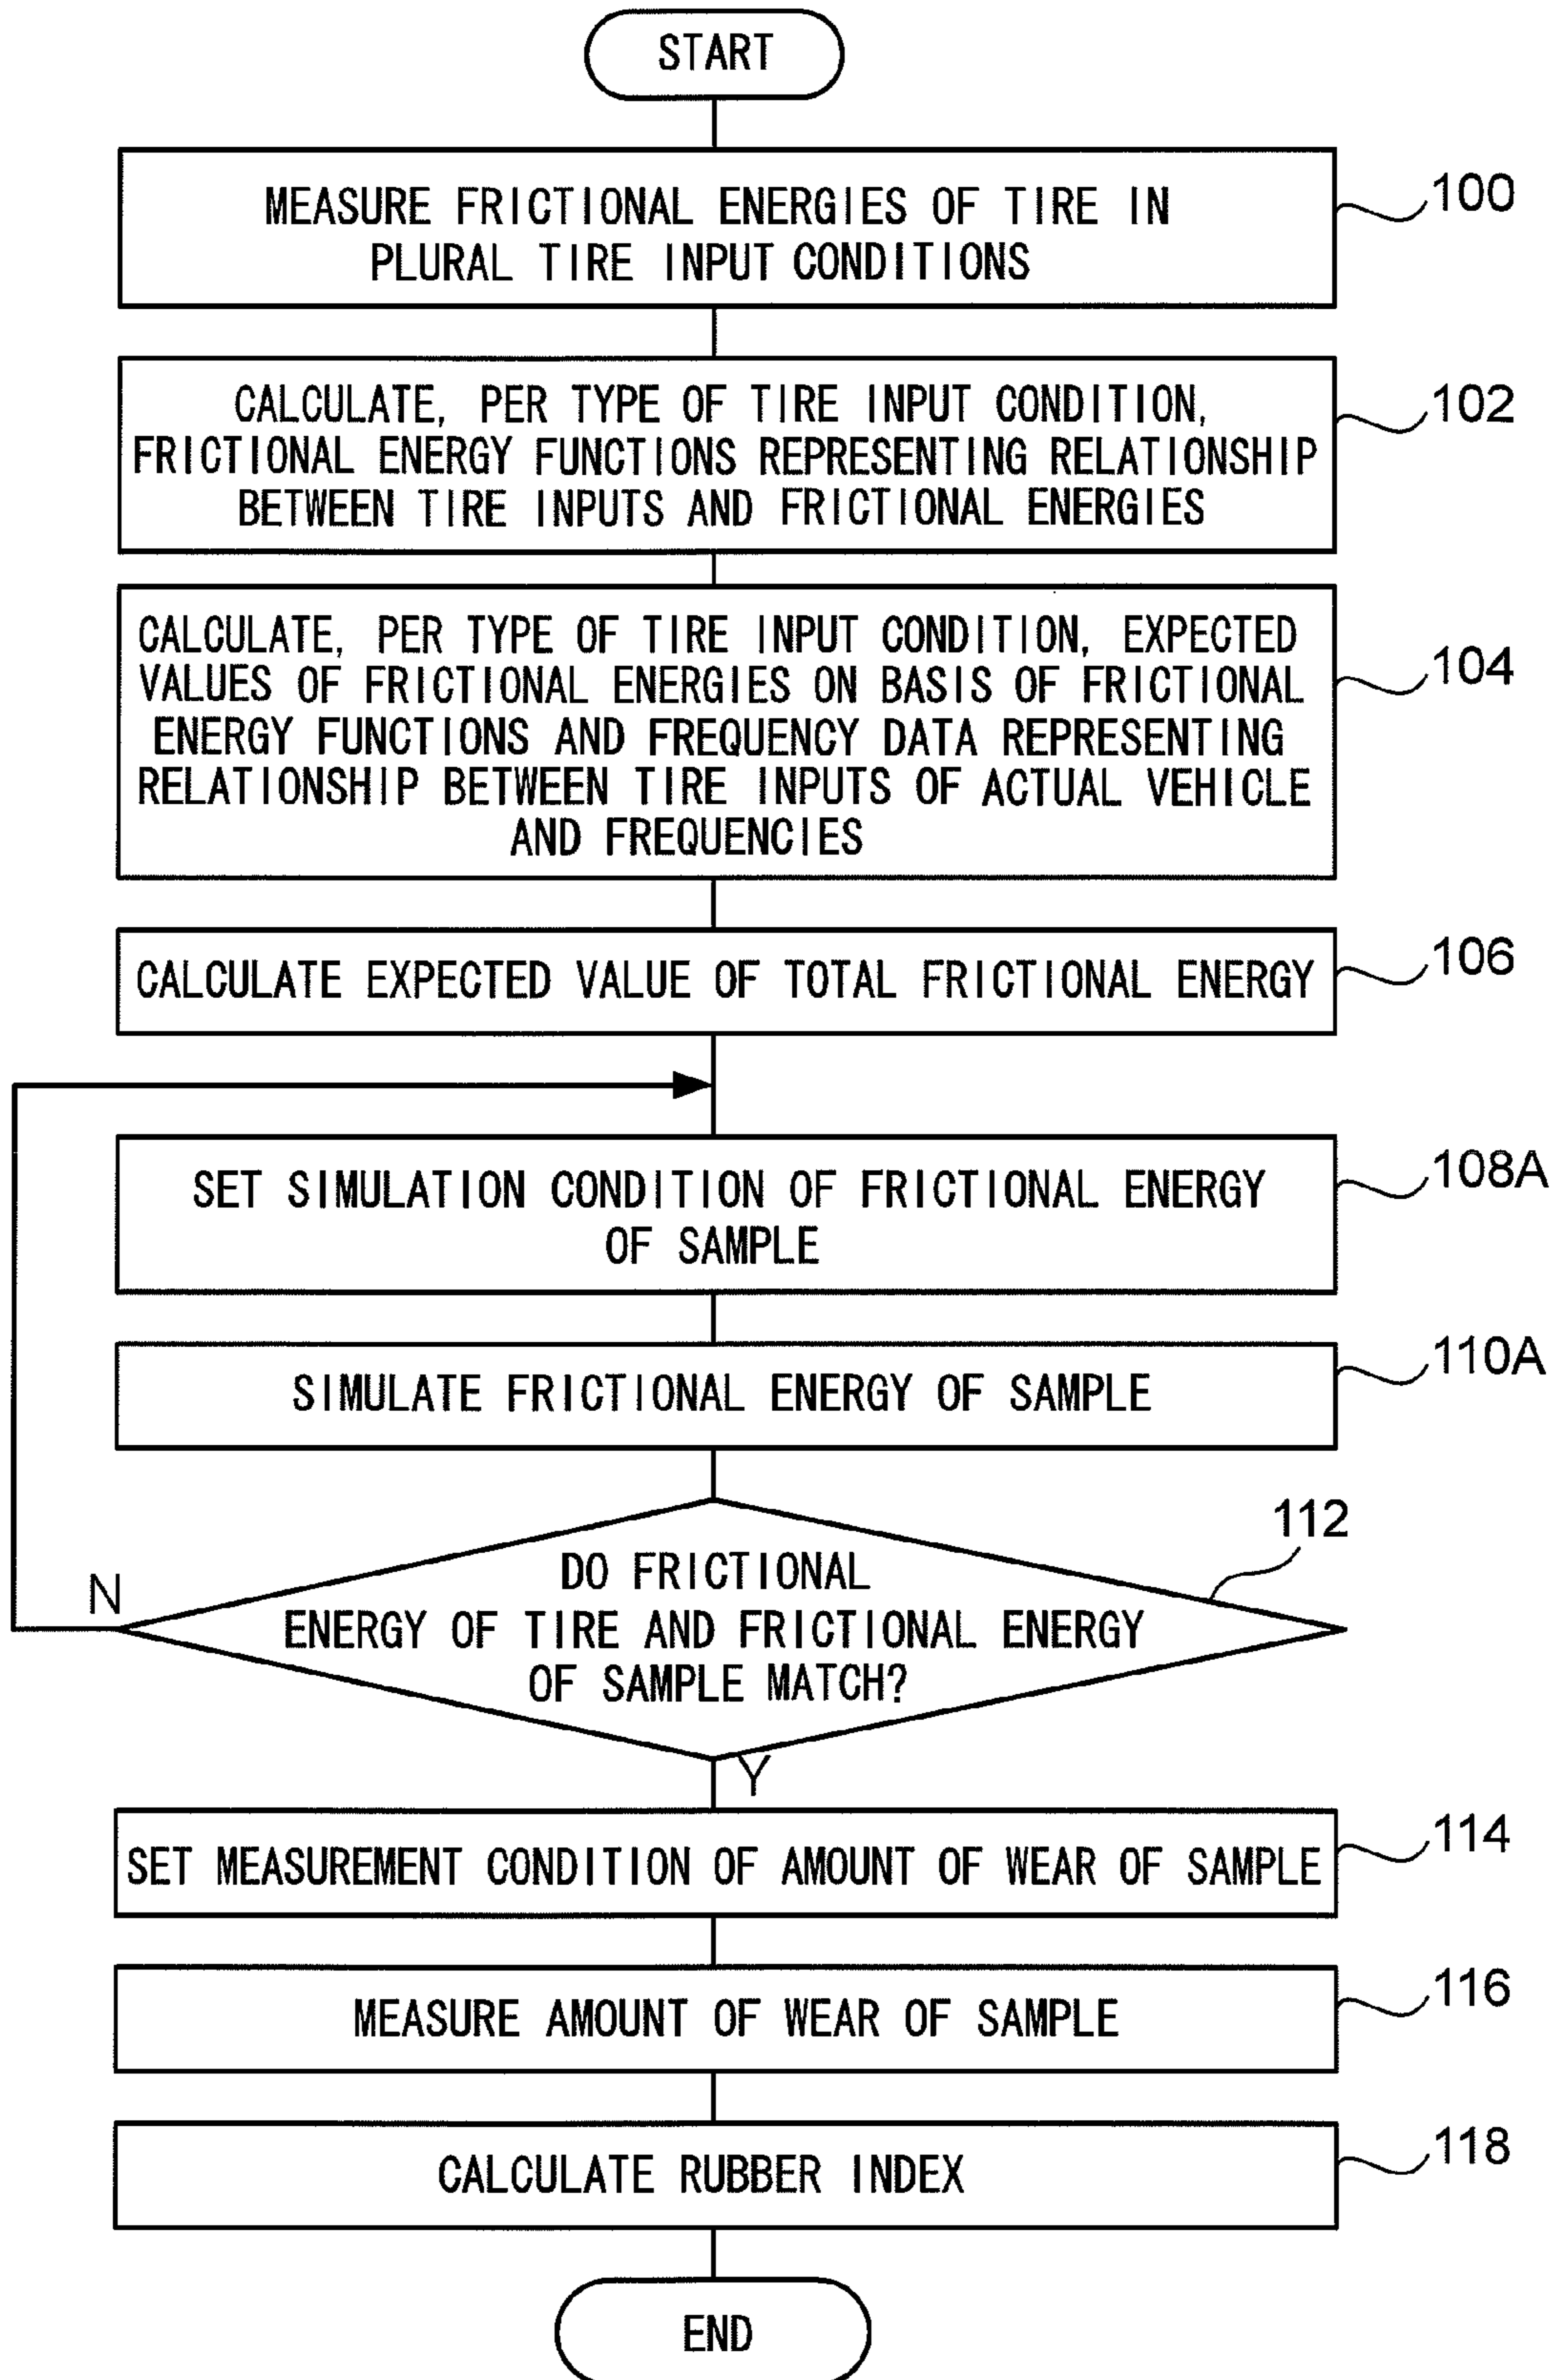 START
MEASURE FRICTIONAL ENERGIES OF TIRE IN
PLURAL TIRE INPUT CONDITIONS
100
CALCULATE, PER TYPE OF TIRE INPUT CONDITION,
FRICTIONAL ENERGY FUNCTIONS REPRESENTING RELATIONSHIP
BETWEEN TIRE INPUTS AND FRICTIONAL ENERGIES
102
CALCULATE, PER TYPE OF TIRE INPUT CONDITION, EXPECTED
VALUES OF FRICTIONAL ENERGIES ON BASIS OF FRICTIONAL
ENERGY FUNCTIONS AND FREQUENCY DATA REPRESENTING
RELATIONSHIP BETWEEN TIRE INPUTS OF ACTUAL VEHICLE
AND FREQUENCIES
104
CALCULATE EXPECTED VALUE OF TOTAL FRICTIONAL ENERGY
106
SET SIMULATION CONDITION OF FRICTIONAL ENERGY
OF SAMPLE
108A
SIMULATE FRICTIONAL ENERGY OF SAMPLE
110A
112
DO FRICTIONAL
ENERGY OF TIRE AND FRICTIONAL ENERGY
OF SAMPLE MATCH?
N
Y
SET MEASUREMENT CONDITION OF AMOUNT OF WEAR OF SAMPLE
114
MEASURE AMOUNT OF WEAR OF SAMPLE
116
CALCULATE RUBBER INDEX
118
END